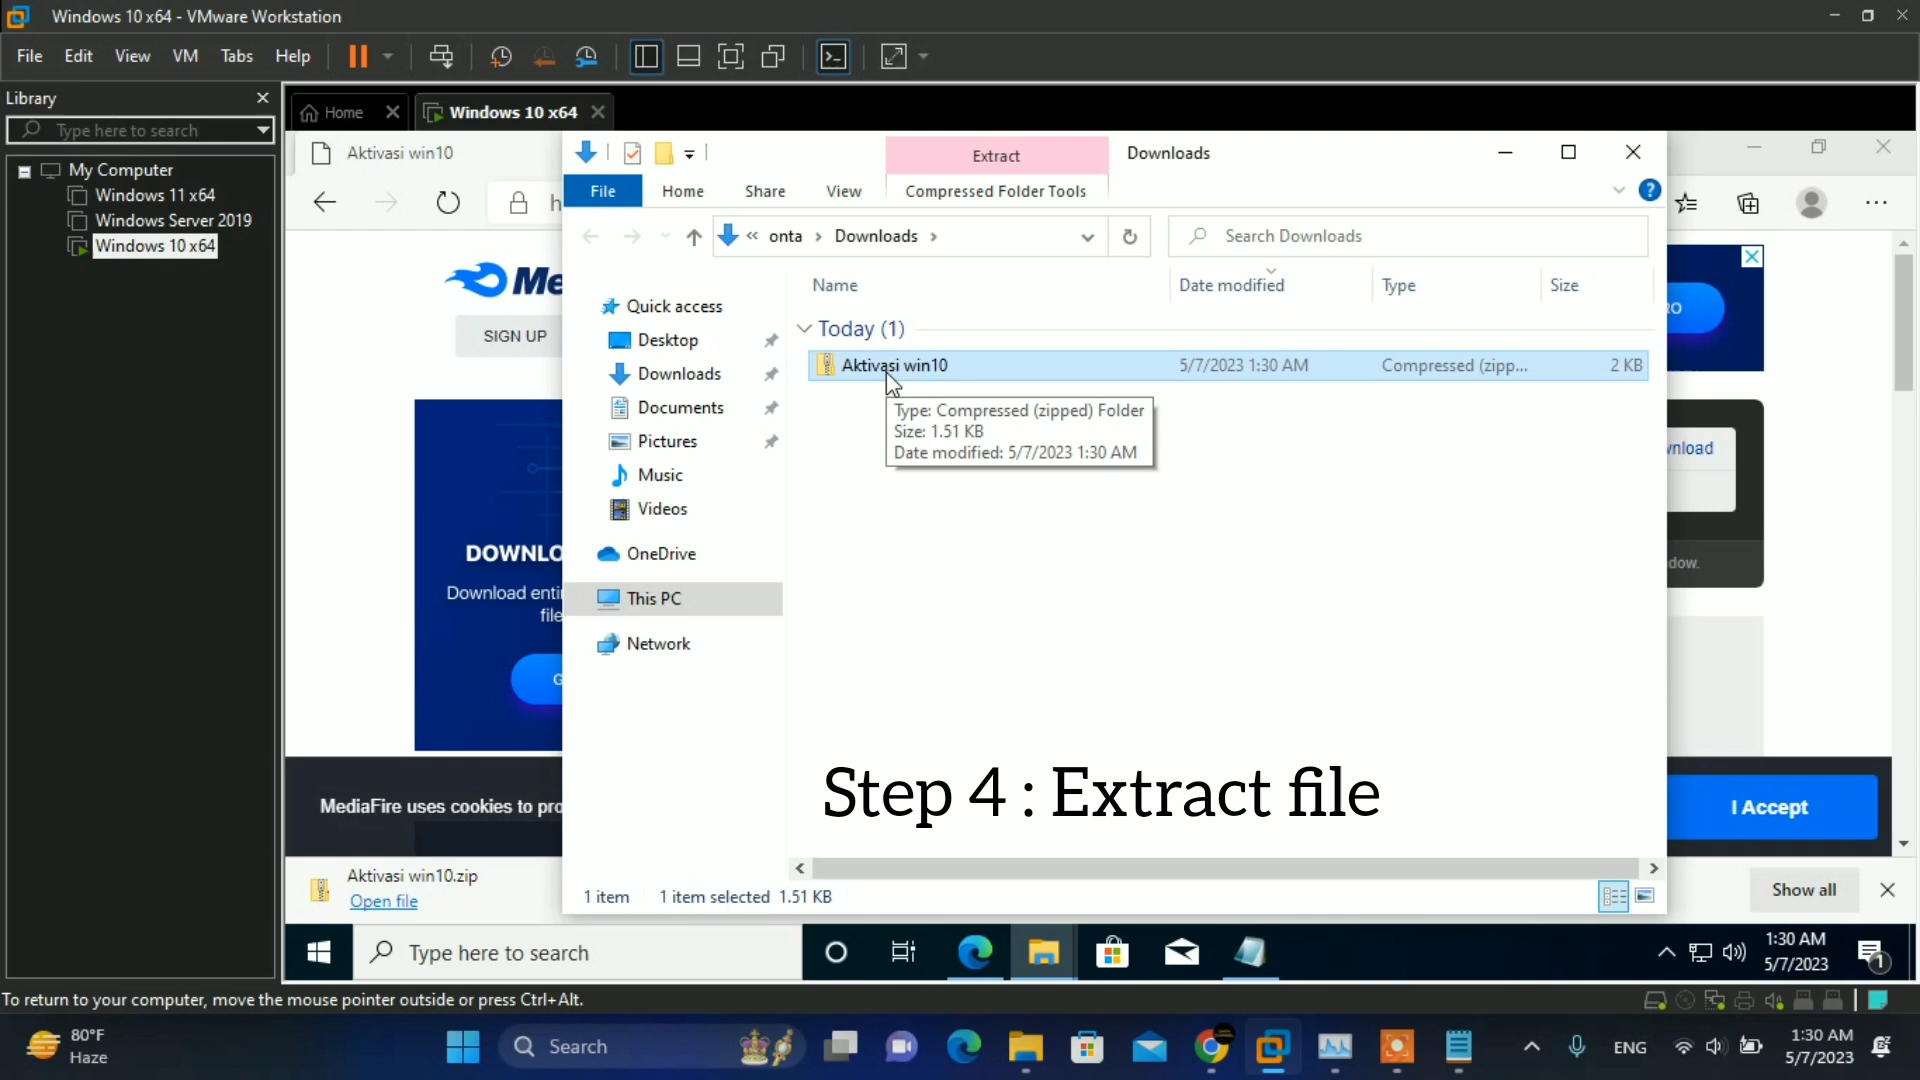 Windows 10 x64 - VMware Workstation
File Edit View VM Tabs Help
Library
Type here to search
My Computer
Windows 11 x64
Windows Server 2019
Windows 10 x64
Home
Windows 10 x64
Aktivasi win10
Extract
Downloads
File Home Share View Compressed Folder Tools
onta › Downloads ›
Search Downloads
SIGN UP
Name Date modified Type Size
Quick access
Desktop
Downloads
Documents
Pictures
Music
Videos
OneDrive
This PC
Network
Today (1)
Aktivasi win10 5/7/2023 1:30 AM Compressed (zipp... 2 KB
Type: Compressed (zipped) Folder
Size: 1.51 KB
Date modified: 5/7/2023 1:30 AM
Step 4 : Extract file
MediaFire uses cookies to
I Accept
1 item 1 item selected 1.51 KB
Aktivasi win10.zip
Open file
Show all
Type here to search
1:30 AM
5/7/2023
1
To return to your computer, move the mouse pointer outside or press Ctrl+Alt.
80°F
Haze
Search
ENG
1:30 AM
5/7/2023